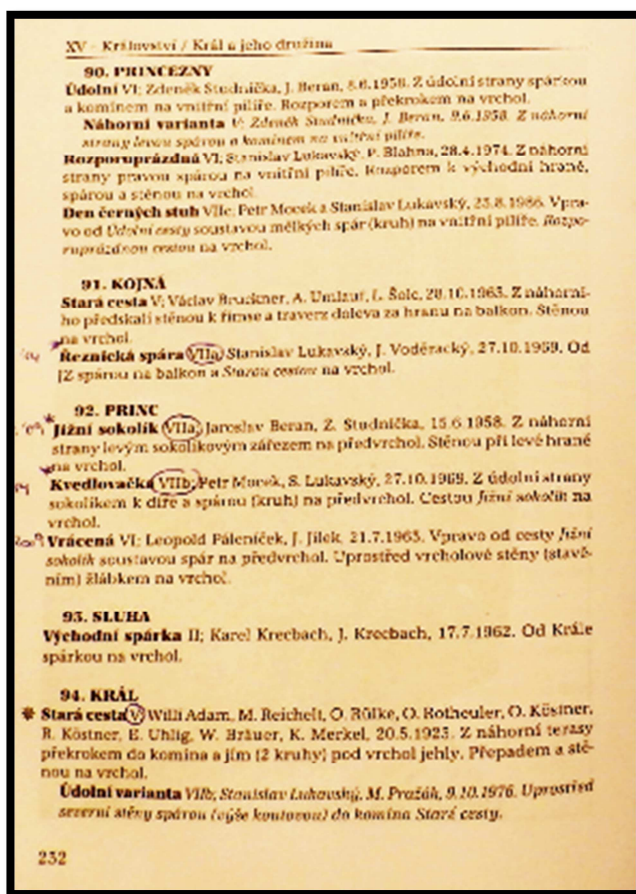 XV - Království / Král a jeho družina
90. PRINCEZNY
Údolní VI; Zdeněk Studnička, J. Beran, 8.6.1958. Z údolní strany spárkou
a komínem na vnitřní pilíře. Rozporem a překrokem na vrchol.
Náhorní varianta V; Zdeněk Studnička, J. Beran, 9.6.1958. Z náhorní
strany levou spárou a komínem na vnitřní pilíře.
Rozporuprázdná VI; Stanislav Lukavský, P. Blahna, 28.4.1974. Z náhorní
strany pravou spárou na vnitřní pilíř. Rozporem k východní hraně,
spárou a stěnou na vrchol.
Den černých stuh VIIc; Petr Mocek a Stanislav Lukavský, 23.8.1986. Vpra-
vo od Údolní cesty soustavou mělkých spár (kruh) na vnitřní pilíře. Rozpo-
ruprázdnou cestou na vrchol.
91. KOJNÁ
Stará cesta V; Václav Bruckner, A. Umlauf, L. Šolc, 28.10.1965. Z náhorní-
ho předskalí stěnou k římse a traverz doleva za hranu na balkon. Stěnou
na vrchol.
Řeznická spára VIIa; Stanislav Lukavský, J. Voděracký, 27.10.1969. Od
JZ spárou na balkon a Starou cestou na vrchol.
92. PRINC
Jižní sokolík VIIa; Jaroslav Beran, Z. Studnička, 15.6.1958. Z náhorní
strany levým sokolíkovým zářezem na předvrchol. Stěnou při levé hraně
na vrchol.
Kvedlovačka VIIb; Petr Mocek, S. Lukavský, 27.10.1969. Z údolní strany
sokolíkem k díře a spárou (kruh) na předvrchol. Cestou Jižní sokolík na
vrchol.
Vrácená VI; Leopold Páleníček, J. Jílek, 21.7.1963. Vpravo od cesty Jižní
sokolík soustavou spár na předvrchol. Uprostřed vrcholové stěny (stavě-
ním) žlábkem na vrchol.
93. SLUHA
Východní spárka II; Karel Krecbach, J. Krecbach, 17.7.1962. Od Krále
spárkou na vrchol.
94. KRÁL
* Stará cesta V; Willi Adam, M. Reichelt, O. Rülke, O. Rotheuler, O. Köstner,
R. Köstner, E. Uhlig, W. Bräuer, K. Merkel, 20.5.1923. Z náhorní terasy
překrokem do komína a jím (2 kruhy) pod vrchol jehly. Přepadem a stě-
nou na vrchol.
Údolní varianta VIIb; Stanislav Lukavský, M. Pražák, 9.10.1976. Uprostřed
severní stěny spárou (výše koutovou) do komína Staré cesty.
232